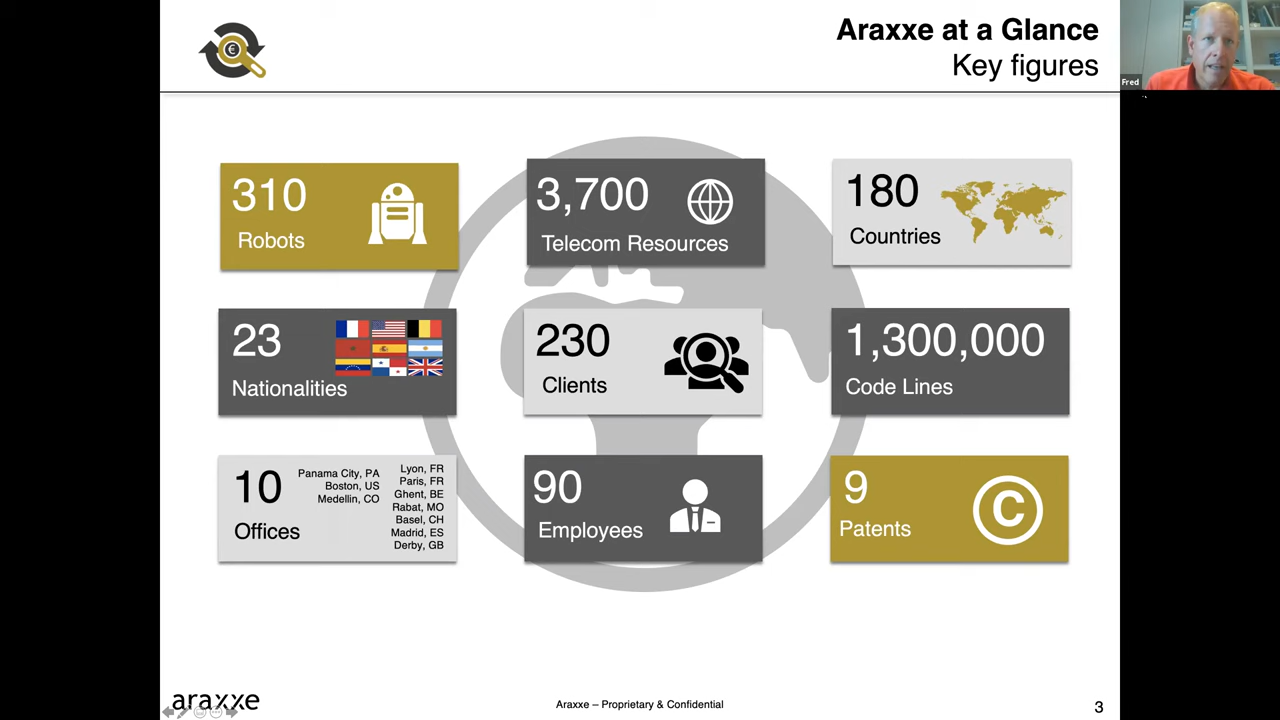 Araxxe at a Glance
Key figures
Fred
310
Robots
3,700
Telecom Resources
180
Countries
23
Nationalities
230
Clients
1,300,000
Code Lines
10
Offices
Panama City, PA
Boston, US
Medellin, CO
Lyon, FR
Paris, FR
Ghent, BE
Rabat, MO
Basel, CH
Madrid, ES
Derby, GB
90
Employees
9
Patents
C
araxxe
Araxxe – Proprietary & Confidential
3